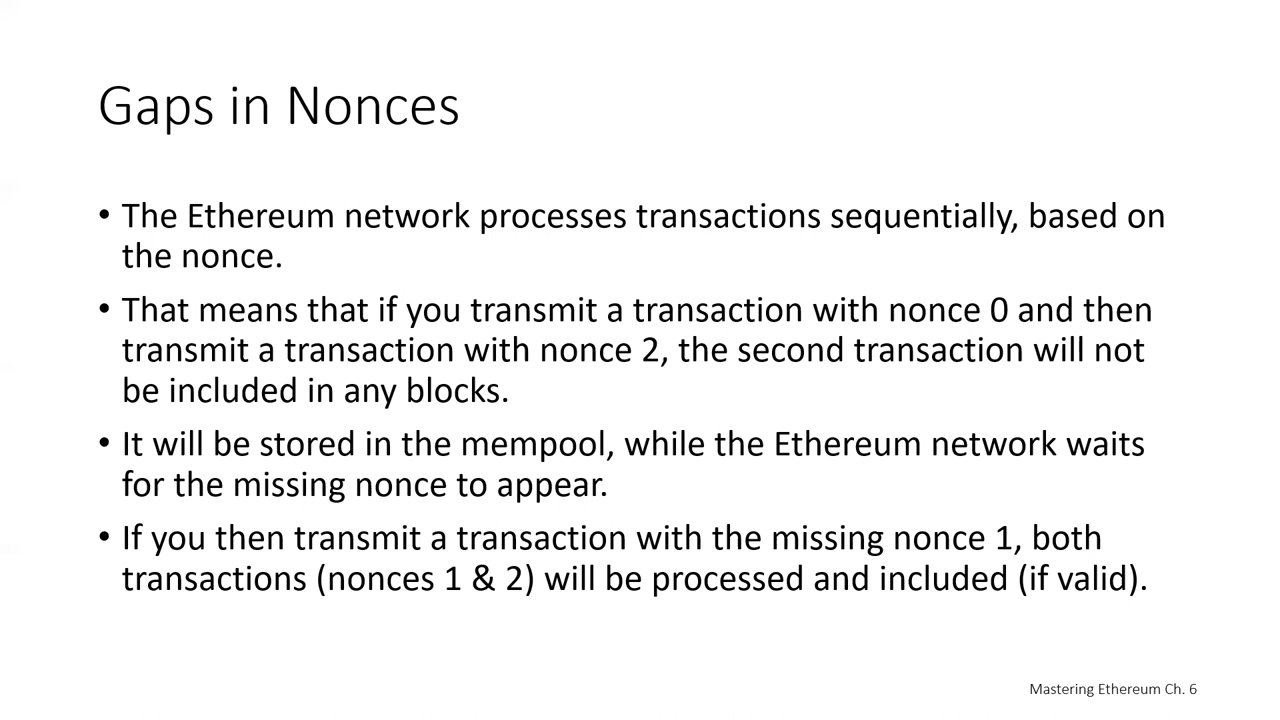 Gaps in Nonces
• The Ethereum network processes transactions sequentially, based on
the nonce.
• That means that if you transmit a transaction with nonce 0 and then
transmit a transaction with nonce 2, the second transaction will not
be included in any blocks.
• It will be stored in the mempool, while the Ethereum network waits
for the missing nonce to appear.
• If you then transmit a transaction with the missing nonce 1, both
transactions (nonces 1 & 2) will be processed and included (if valid).
Mastering Ethereum Ch. 6